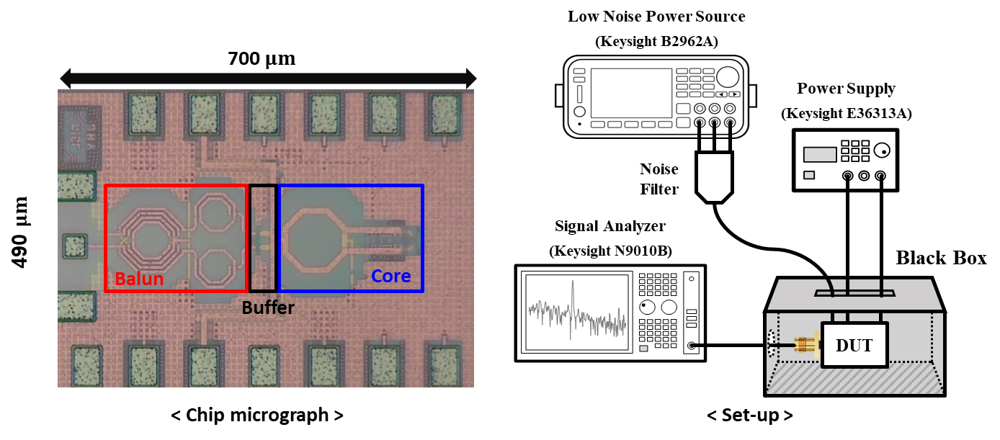 700 μm
490 μm
Balun
Buffer
Core
< Chip micrograph >
Low Noise Power Source
(Keysight B2962A)
Power Supply
(Keysight E36313A)
Noise
Filter
Signal Analyzer
(Keysight N9010B)
Black Box
DUT
< Set-up >